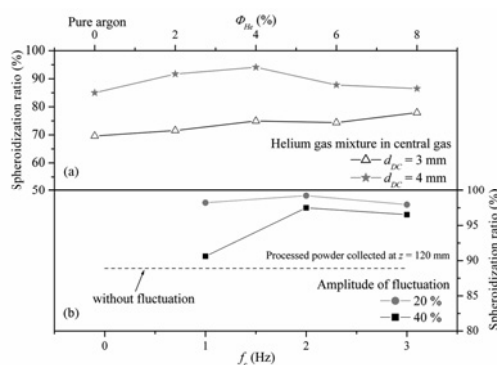 Pure argon
Φ_He (%)
0 2 4 6 8
Spheroidization ratio (%)
100
90
80
70
60
50
Helium gas mixture in central gas
d_DC = 3 mm
d_DC = 4 mm
(a)
100
95
90
85
80
75
Spheroidization ratio (%)
Processed powder collected at z = 120 mm
without fluctuation
Amplitude of fluctuation
20 %
40 %
(b)
0 1 2 3